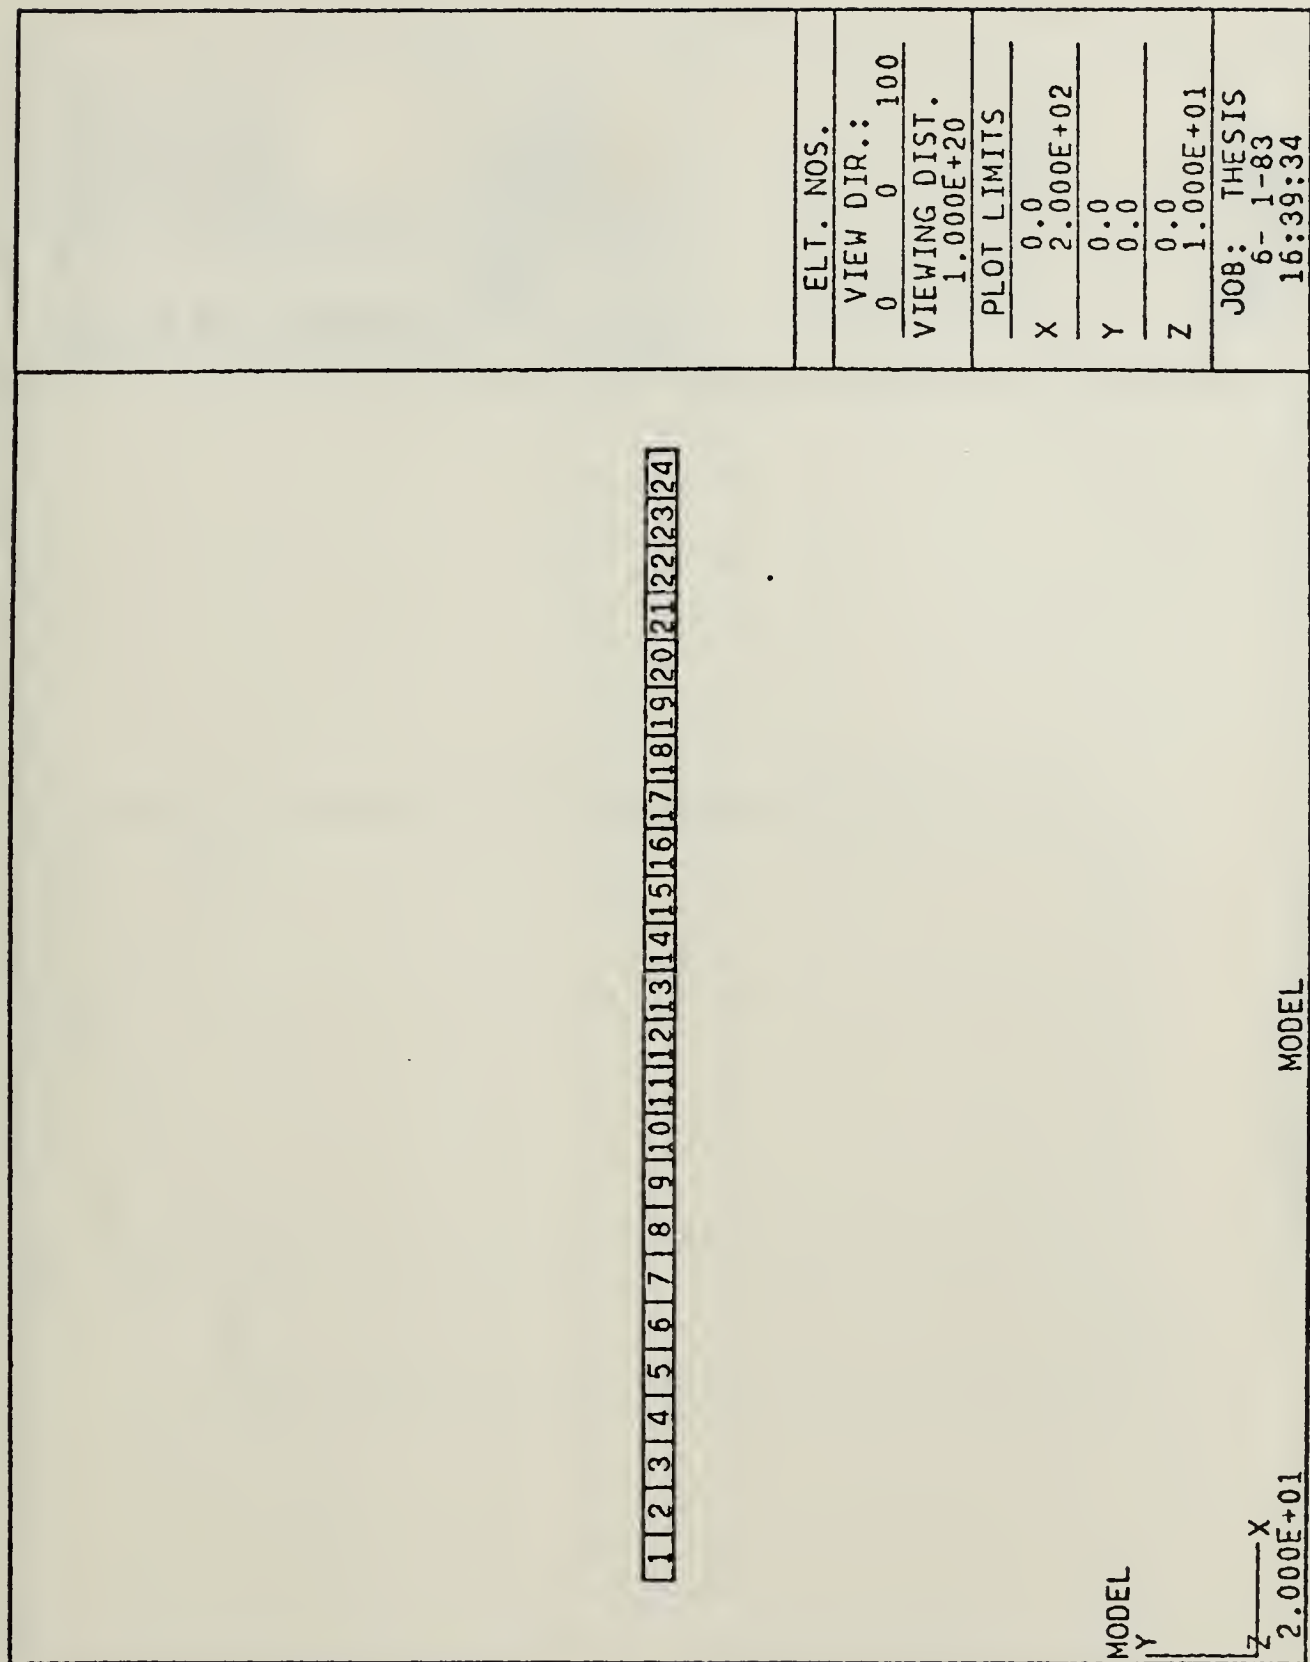 ELT. NOS.
VIEW DIR.:
0 0 100
VIEWING DIST.
1.000E+20
PLOT LIMITS
X 0.0
2.000E+02
Y 0.0
0.0
Z 0.0
1.000E+01
JOB: THESIS
6- 1-83
16:39:34
1 2 3 4 5 6 7 8 9 10 11 12 13 14 15 16 17 18 19 20 21 22 23 24
MODEL
Y
Z X
2.000E+01
MODEL